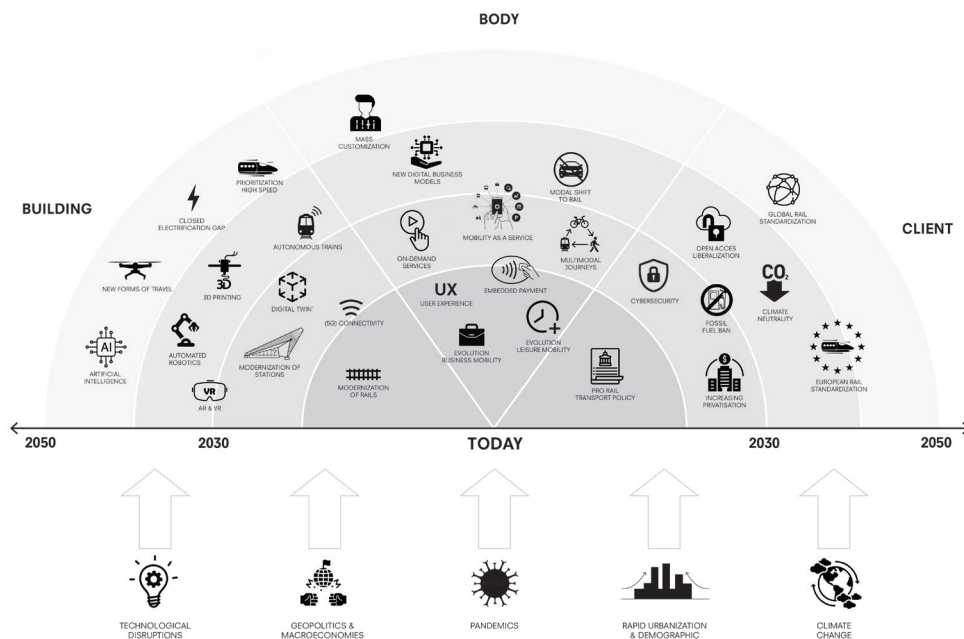 BODY
MASS
CUSTOMIZATION
NEW DIGITAL BUSINESS
MODELS
PRIORITIZATION
HIGH SPEED
MODAL SHIFT
TO RAIL
BUILDING
CLOSED
ELECTRIFICATION GAP
GLOBAL RAIL
STANDARDIZATION
CLIENT
AUTONOMOUS TRAINS
ON-DEMAND
SERVICES
MOBILITY AS A SERVICE
P
MULTIMODAL
JOURNEYS
OPEN ACCES
LIBERALIZATION
NEW FORMS OF TRAVEL
3D
3D PRINTING
DIGITAL TWIN'
UX
USER EXPERIENCE
EMBEDDED PAYMENT
CYBERSECURITY
CO2
CLIMATE
NEUTRALITY
(5G) CONNECTIVITY
FOSSIL
FUEL BAN
AI
ARTIFICIAL
INTELLIGENCE
AUTOMATED
ROBOTICS
MODERNIZATION OF
STATIONS
EVOLUTION
BUSINESS MOBILITY
EVOLUTION
LEISURE MOBILITY
VR
AR & VR
MODERNIZATION
OF RAILS
PRO RAIL
TRANSPORT POLICY
$
INCREASING
PRIVATISATION
EUROPEAN RAIL
STANDARDIZATION
2050
2030
TODAY
2030
2050
TECHNOLOGICAL
DISRUPTIONS
GEOPOLITICS &
MACROECONOMIES
PANDEMICS
RAPID URBANIZATION
& DEMOGRAPHIC
CLIMATE
CHANGE